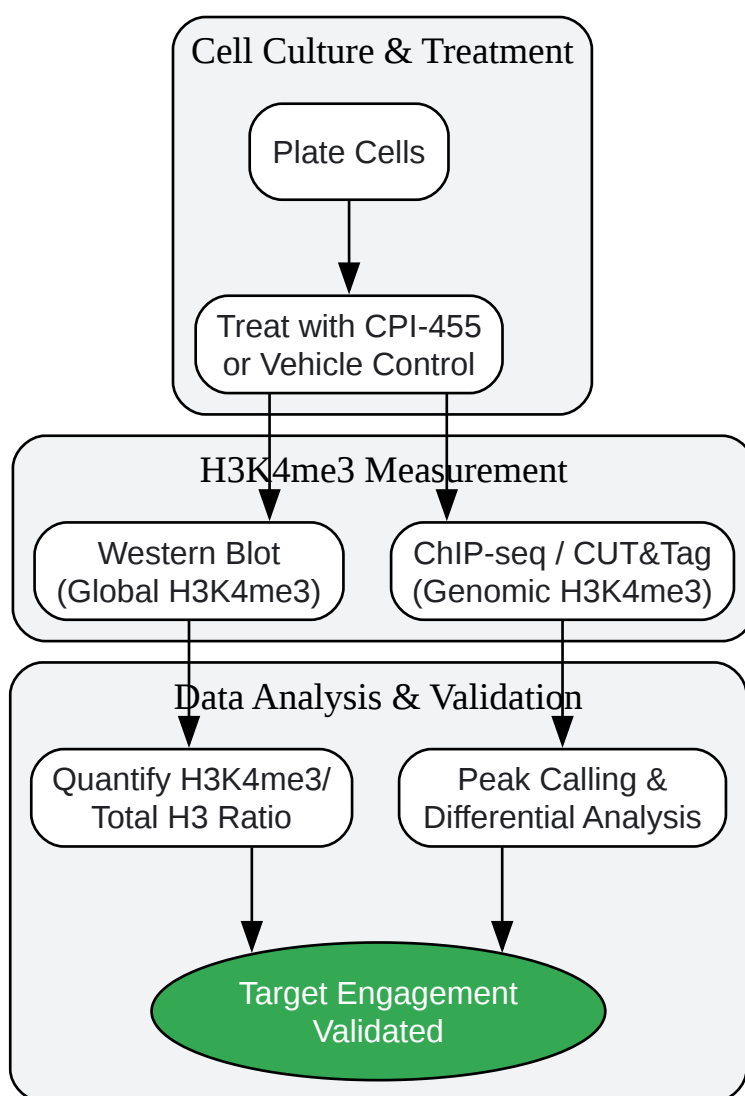 Cell Culture & Treatment
Plate Cells
Treat with CPI-455
or Vehicle Control
H3K4me3 Measurement
Western Blot
(Global H3K4me3)
ChIP-seq / CUT&Tag
(Genomic H3K4me3)
Data Analysis & Validation
Quantify H3K4me3/
Total H3 Ratio
Peak Calling &
Differential Analysis
Target Engagement
Validated